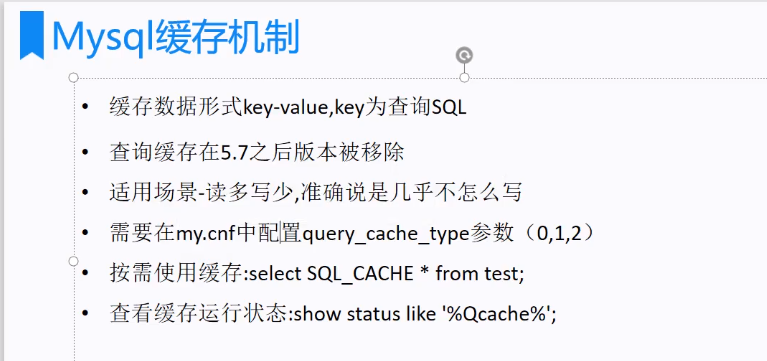 Mysql缓存机制
• 缓存数据形式key-value,key为查询SQL
• 查询缓存在5.7之后版本被移除
• 适用场景-读多写少,准确说是几乎不怎么写
• 需要在my.cnf中配置query_cache_type参数（0,1,2）
• 按需使用缓存:select SQL_CACHE * from test;
• 查看缓存运行状态:show status like '%Qcache%';